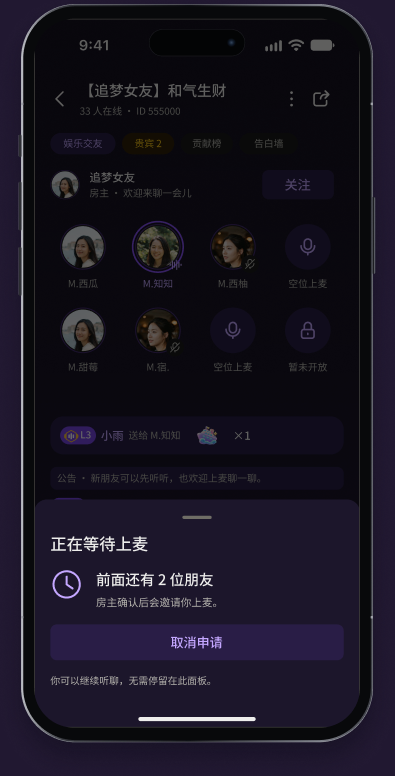 9:41
【追梦女友】和气生财
33 人在线 · ID 555000
娱乐交友
贵宾 2
贡献榜
告白墙
追梦女友
房主 · 欢迎来聊一会儿
关注
M.西瓜
M.知知
M.西柚
空位上麦
M.甜莓
M.宿.
空位上麦
暂未开放
L3 小雨 送给 M.知知 ×1
公告 · 新朋友可以先听听，也欢迎上麦聊一聊。
正在等待上麦
前面还有 2 位朋友
房主确认后会邀请你上麦。
取消申请
你可以继续听聊，无需停留在此面板。